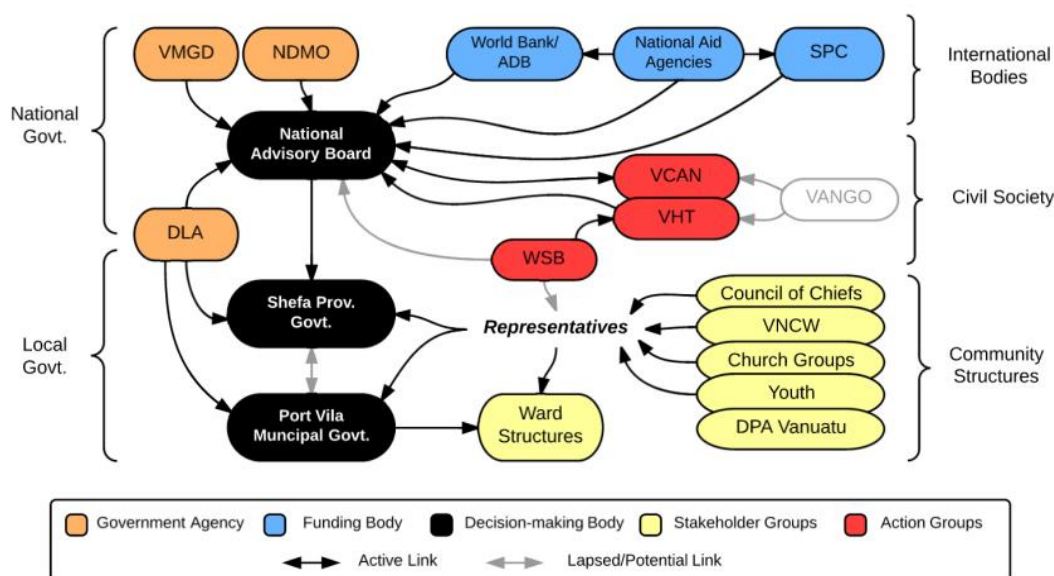 VMGD
NDMO
World Bank/
ADB
National Aid
Agencies
SPC
International
Bodies
National
Govt.
National
Advisory Board
VCAN
VHT
VANGO
Civil Society
DLA
WSB
Shefa Prov.
Govt.
Representatives
Council of Chiefs
VNCW
Church Groups
Youth
DPA Vanuatu
Community
Structures
Local
Govt.
Port Vila
Muncipal Govt.
Ward
Structures
Government Agency
Funding Body
Decision-making Body
Stakeholder Groups
Action Groups
Active Link
Lapsed/Potential Link